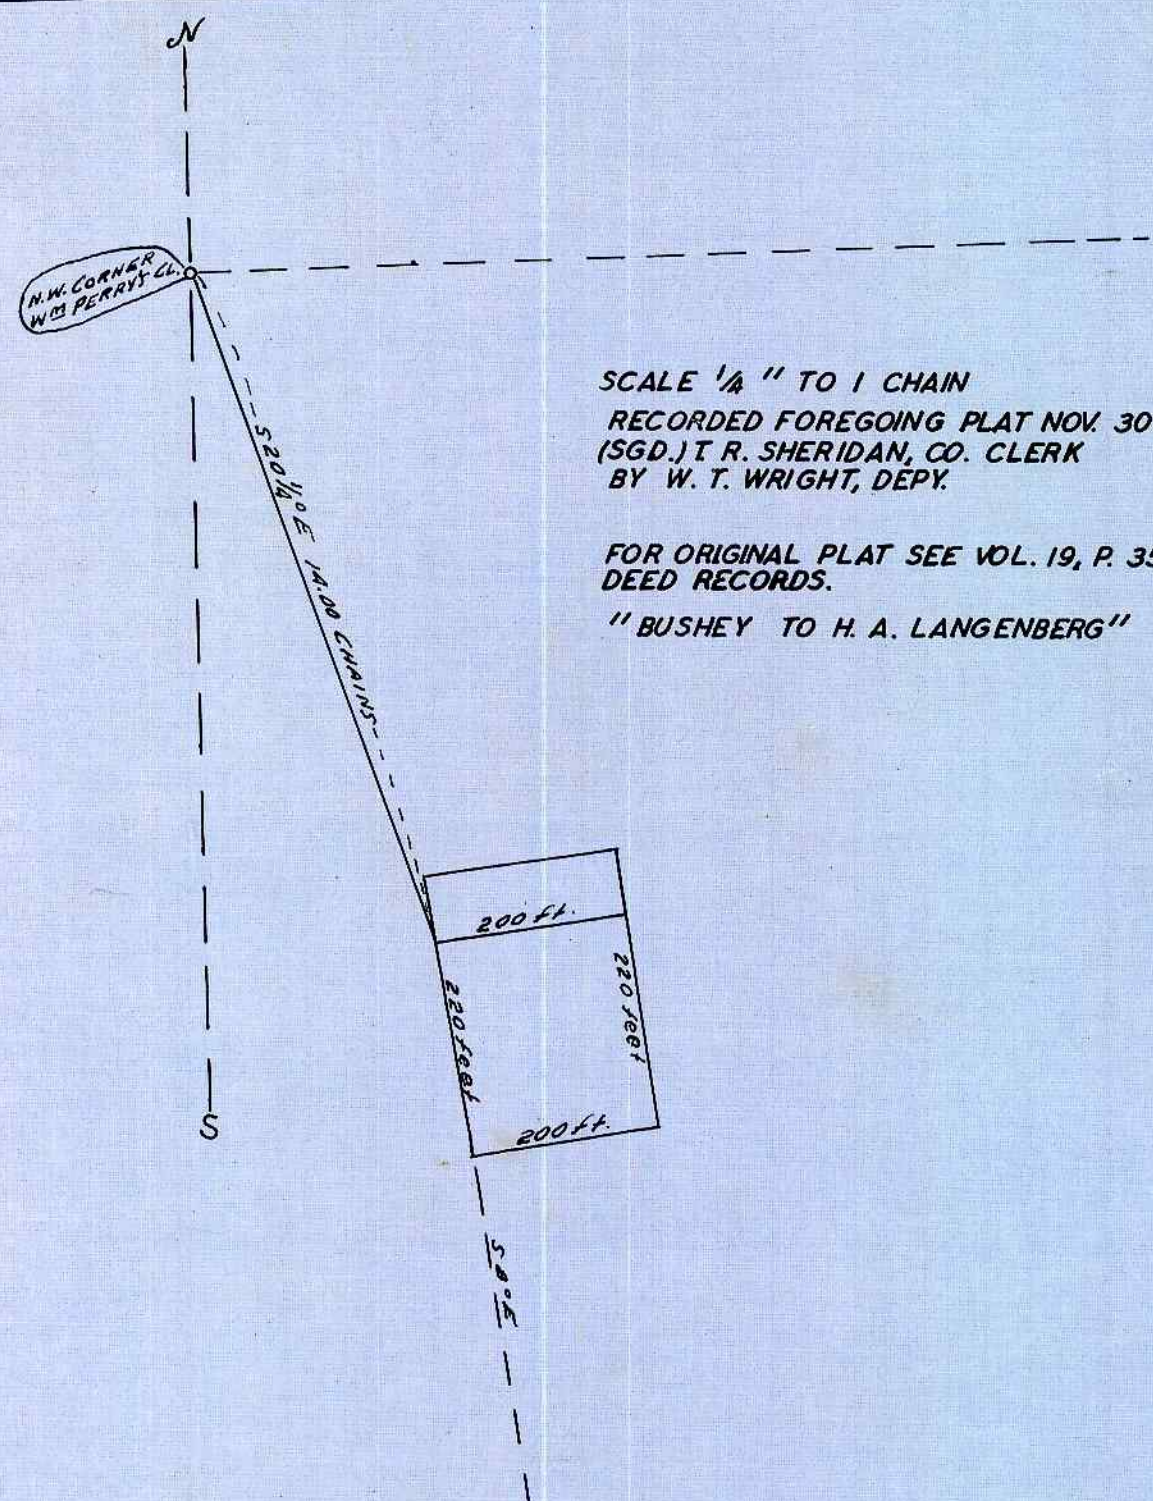 N
N.W. CORNER
WM PERRY'S CL.
SCALE 1/4 " TO 1 CHAIN
RECORDED FOREGOING PLAT NOV. 30
(SGD.) T R. SHERIDAN, CO. CLERK
BY W. T. WRIGHT, DEPY.
FOR ORIGINAL PLAT SEE VOL. 19, P. 35
DEED RECORDS.
"BUSHEY TO H. A. LANGENBERG"
S20 1/4° E 14.00 CHAINS
200 ft.
220 feet
220 feet
200 ft.
S
S 8° E